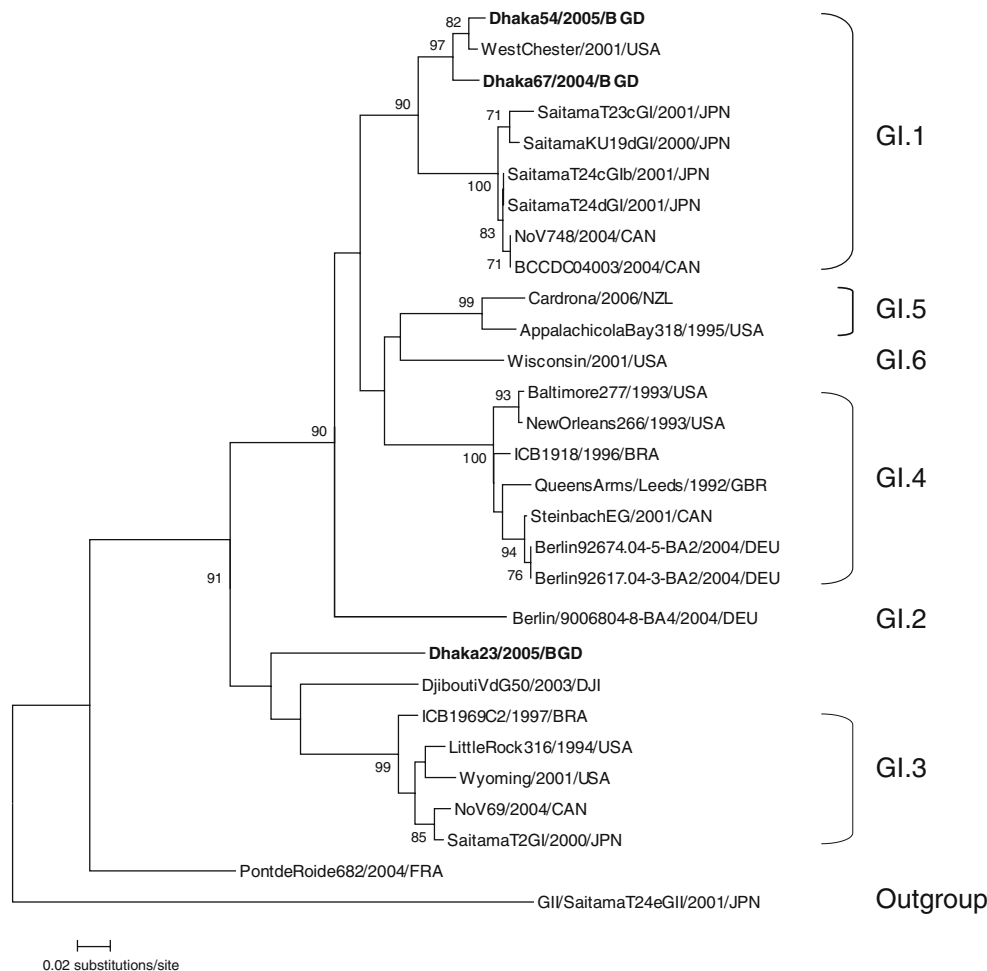 82
Dhaka54/2005/BGD
97
WestChester/2001/USA
Dhaka67/2004/BGD
90
71
SaitamaT23cGI/2001/JPN
GI.1
SaitamaKU19dGI/2000/JPN
SaitamaT24cGIb/2001/JPN
100
SaitamaT24dGI/2001/JPN
83
NoV748/2004/CAN
71
BCCDC04003/2004/CAN
99
Cardrona/2006/NZL
GI.5
AppalachicolaBay318/1995/USA
Wisconsin/2001/USA
GI.6
93
Baltimore277/1993/USA
NewOrleans266/1993/USA
90
100
ICB1918/1996/BRA
GI.4
QueensArms/Leeds/1992/GBR
SteinbachEG/2001/CAN
94
Berlin92674.04-5-BA2/2004/DEU
76
Berlin92617.04-3-BA2/2004/DEU
91
Berlin/9006804-8-BA4/2004/DEU
GI.2
Dhaka23/2005/BGD
DjiboutiVdG50/2003/DJI
ICB1969C2/1997/BRA
LittleRock316/1994/USA
99
GI.3
Wyoming/2001/USA
NoV69/2004/CAN
85
SaitamaT2GI/2000/JPN
PontdeRoide682/2004/FRA
GII/SaitamaT24eGII/2001/JPN
Outgroup
0.02 substitutions/site